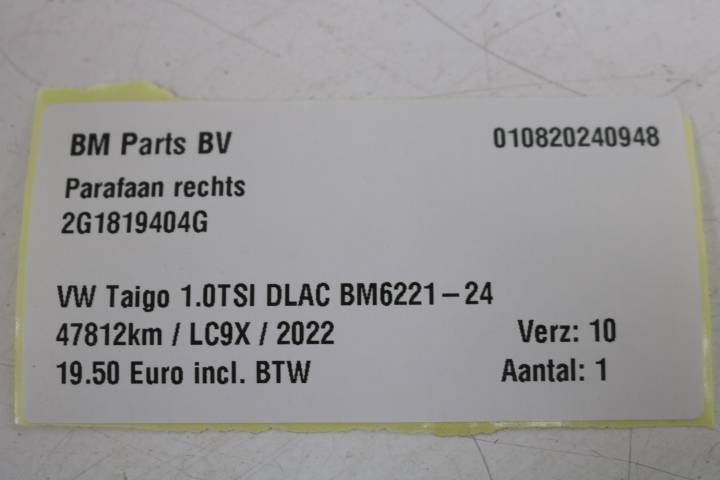 BM Parts BV 010820240948
Parafaan rechts
2G1819404G
VW Taigo 1.0TSI DLAC BM6221-24
47812km / LC9X / 2022 Verz: 10
19.50 Euro incl. BTW Aantal: 1